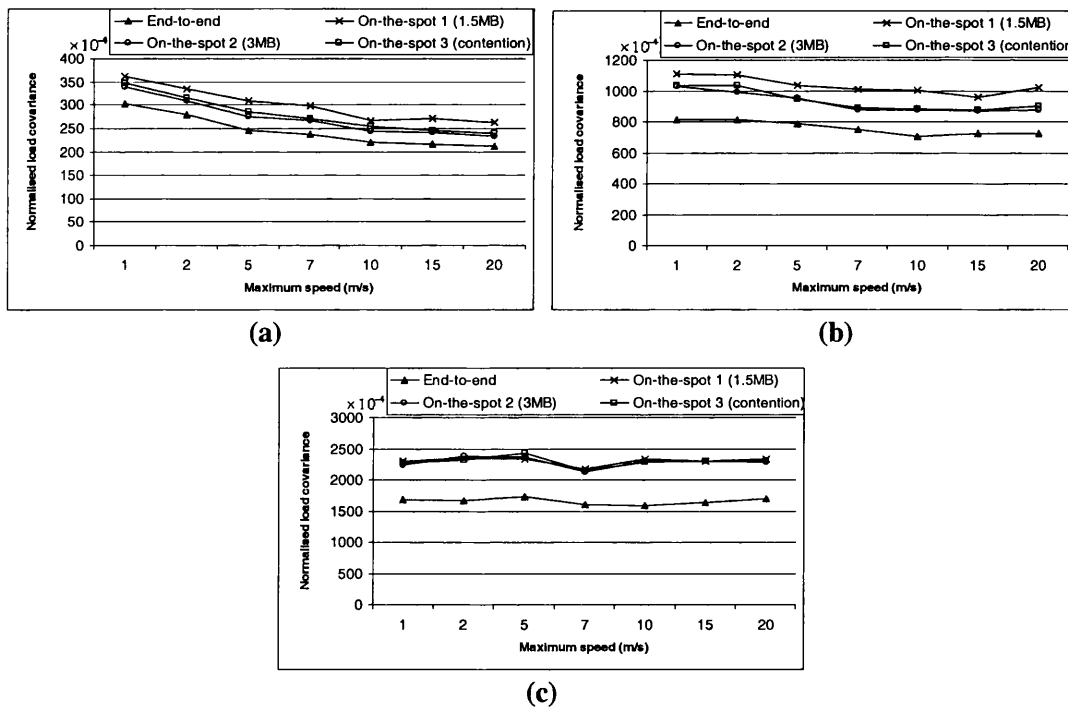 End-to-end
On-the-spot 1 (1.5MB)
On-the-spot 2 (3MB)
On-the-spot 3 (contention)
×10⁻⁴
400
350
300
250
200
150
100
50
0
Normalised load covariance
1 2 5 7 10 15 20
Maximum speed (m/s)
(a)
End-to-end
On-the-spot 1 (1.5MB)
On-the-spot 2 (3MB)
On-the-spot 3 (contention)
×10⁻⁴
1200
1000
800
600
400
200
0
Normalised load covariance
1 2 5 7 10 15 20
Maximum speed (m/s)
(b)
End-to-end
On-the-spot 1 (1.5MB)
On-the-spot 2 (3MB)
On-the-spot 3 (contention)
×10⁻⁴
3000
2500
2000
1500
1000
500
0
Normalised load covariance
1 2 5 7 10 15 20
Maximum speed (m/s)
(c)